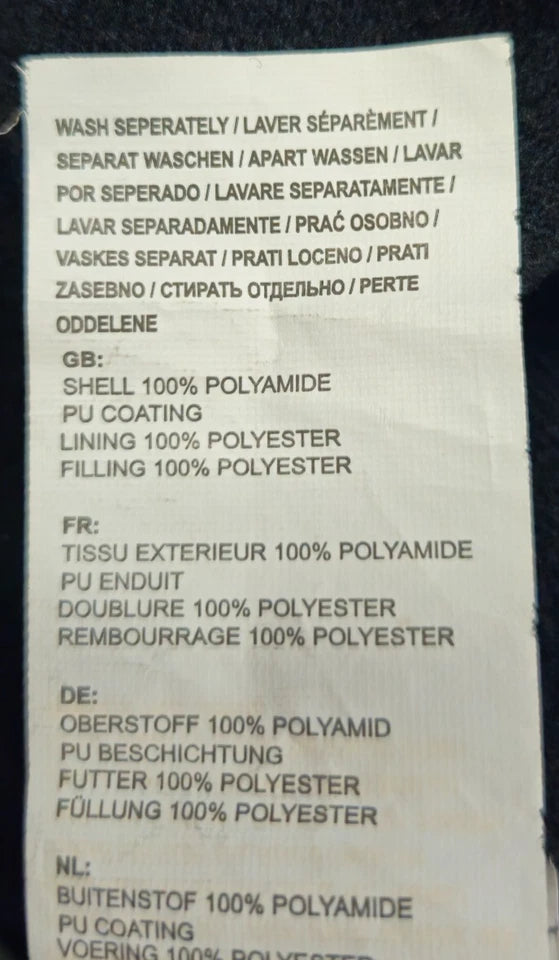 WASH SEPERATELY / LAVER SÉPARÈMENT /
SEPARAT WASCHEN / APART WASSEN / LAVAR
POR SEPERADO / LAVARE SEPARATAMENTE /
LAVAR SEPARADAMENTE / PRAĆ OSOBNO /
VASKES SEPARAT / PRATI LOCENO / PRATI
ZASEBNO / СТИРАТЬ ОТДЕЛЬНО / PERTE
ODDELENE
GB:
SHELL 100% POLYAMIDE
PU COATING
LINING 100% POLYESTER
FILLING 100% POLYESTER
FR:
TISSU EXTERIEUR 100% POLYAMIDE
PU ENDUIT
DOUBLURE 100% POLYESTER
REMBOURRAGE 100% POLYESTER
DE:
OBERSTOFF 100% POLYAMID
PU BESCHICHTUNG
FUTTER 100% POLYESTER
FÜLLUNG 100% POLYESTER
NL:
BUITENSTOF 100% POLYAMIDE
PU COATING
VOERING 100% POLYESTER